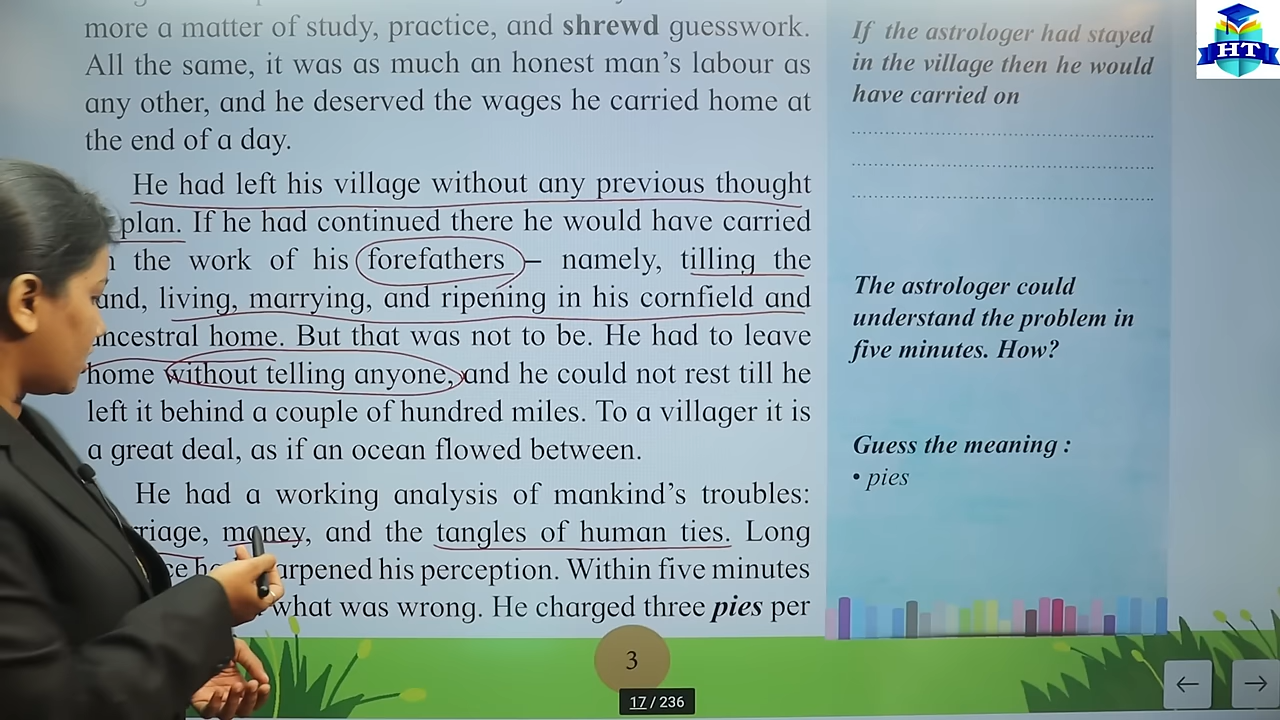 more a matter of study, practice, and shrewd guesswork.
All the same, it was as much an honest man's labour as
any other, and he deserved the wages he carried home at
the end of a day.
He had left his village without any previous thought
plan. If he had continued there he would have carried
the work of his forefathers – namely, tilling the
living, marrying, and ripening in his cornfield and
ancestral home. But that was not to be. He had to leave
home without telling anyone, and he could not rest till he
left it behind a couple of hundred miles. To a villager it is
a great deal, as if an ocean flowed between.
He had a working analysis of mankind's troubles:
money, and the tangles of human ties. Long
his perception. Within five minutes
what was wrong. He charged three pies per
3
17 / 236
If the astrologer had stayed
in the village then he would
have carried on
The astrologer could
understand the problem in
five minutes. How?
Guess the meaning :
• pies
HT